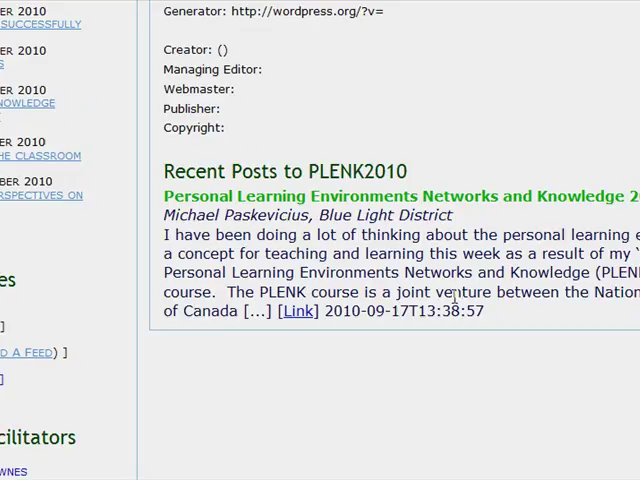 ER 2010
SUCCESSFULLY
ER 2010
S
ER 2010
NOWLEDGE
ER 2010
HE CLASSROOM
BER 2010
RSPECTIVES ON
es
]
D A FEED) ]
]
cilitators
WNES
Generator: http://wordpress.org/?v=
Creator: ()
Managing Editor:
Webmaster:
Publisher:
Copyright:
Recent Posts to PLENK2010
Personal Learning Environments Networks and Knowledge 2
Michael Paskevicius, Blue Light District
I have been doing a lot of thinking about the personal learning e
a concept for teaching and learning this week as a result of my
Personal Learning Environments Networks and Knowledge (PLEN
course. The PLENK course is a joint venture between the Nation
of Canada [...] [Link] 2010-09-17T13:38:57